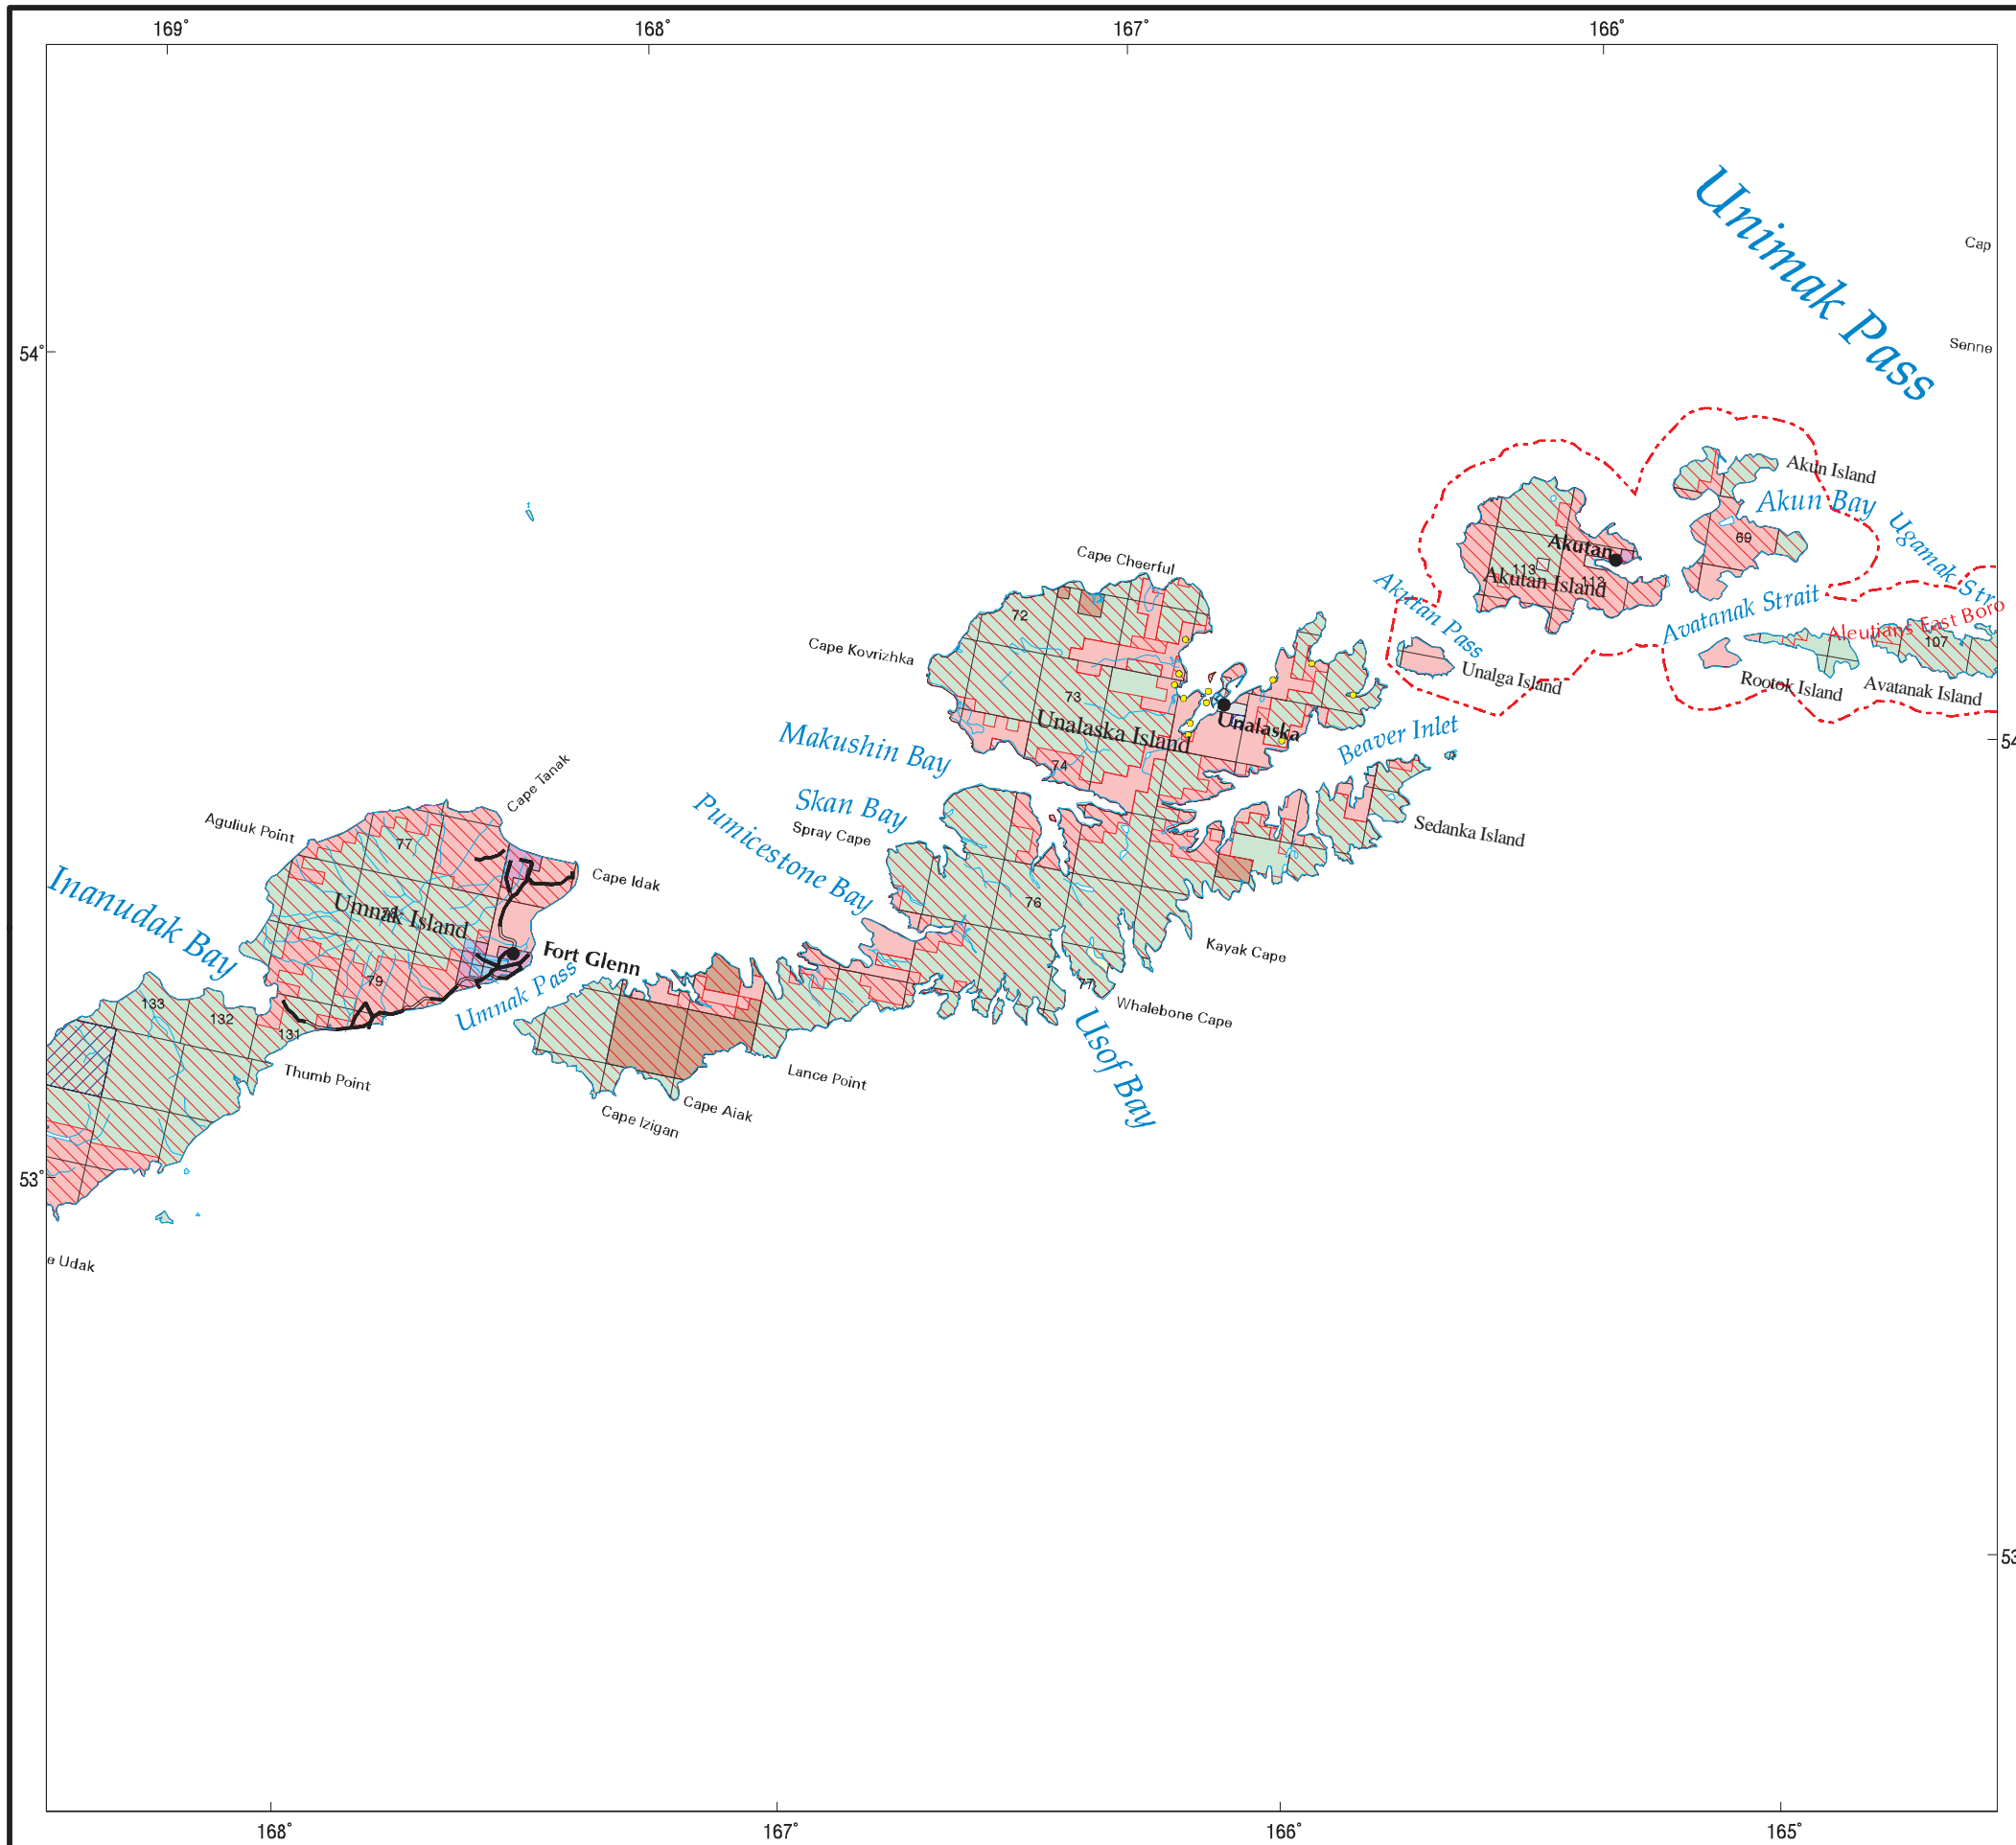 169°
168°
167°
166°
Unimak Pass
Cap
Senne
54°
Akun Island
Akun Bay
Ugamak Str
69
Akutan
113
112
Akutan Island
Cape Cheerful
Akutan Pass
Avatanak Strait
Aleutians East Boro
107
72
Cape Kovrizhka
Unalga Island
Rootok Island
Avatanak Island
73
Unalaska Island
Unalaska
Makushin Bay
Beaver Inlet
54
74
Cape Tanak
Skan Bay
Pumicestone Bay
Spray Cape
Sedanka Island
Aguliuk Point
77
Inanudak Bay
Cape Idak
Umnak Island
76
Kayak Cape
Fort Glenn
79
Umnak Pass
71
Whalebone Cape
133
132
131
Usof Bay
Thumb Point
Lance Point
Cape Aiak
Cape Izigan
53°
e Udak
53
168°
167°
166°
165°